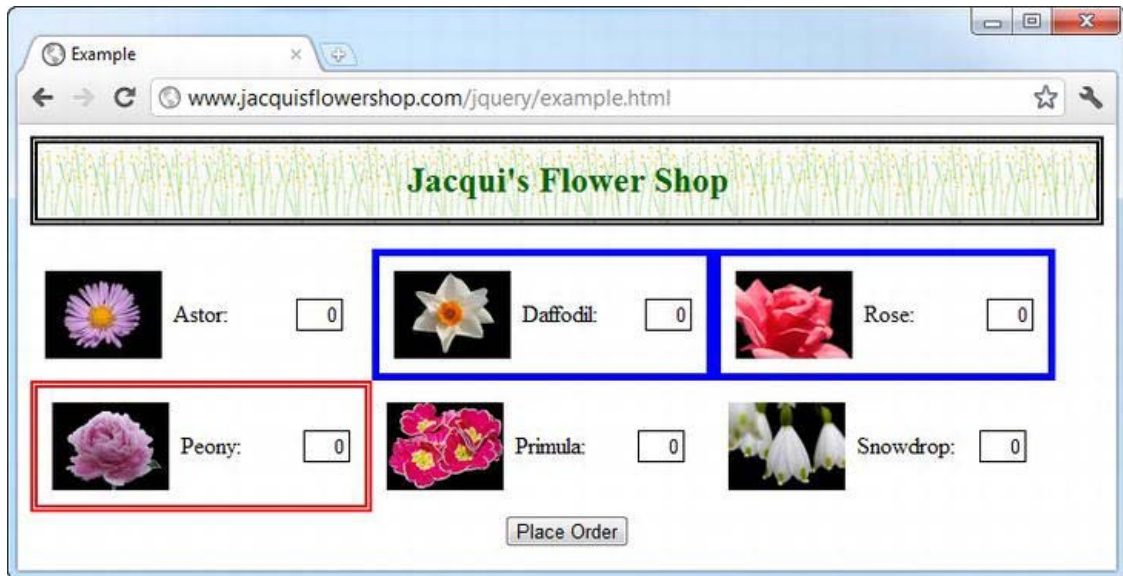 Example
www.jacquisflowershop.com/jquery/example.html
Jacqui's Flower Shop
Astor: 0 Daffodil: 0 Rose: 0
Peony: 0 Primula: 0 Snowdrop: 0
Place Order